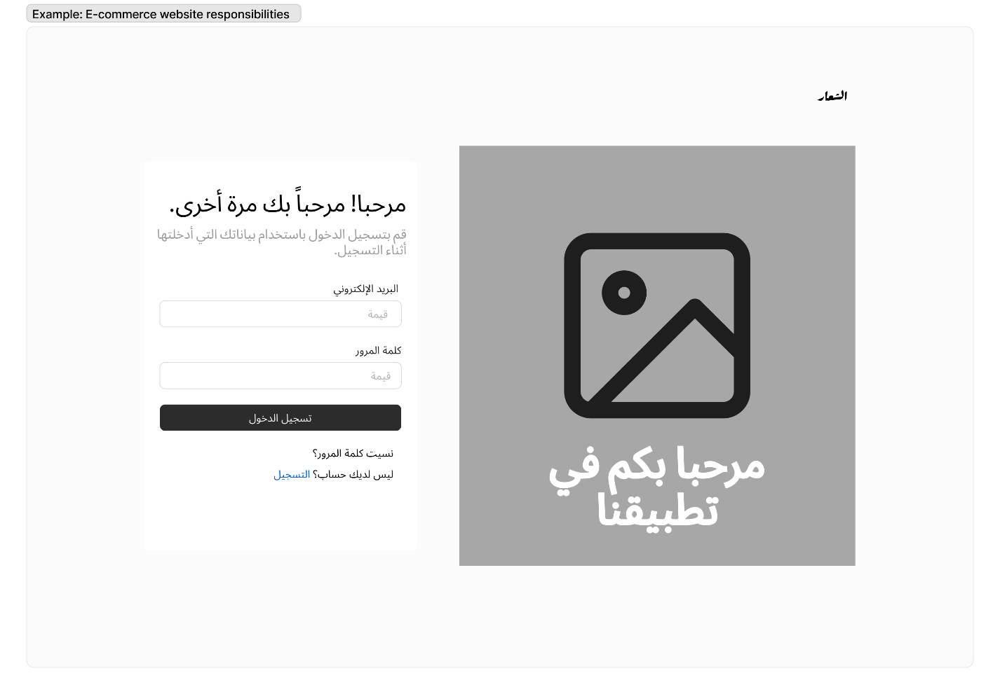 Example: E-commerce website responsibilities
الشعار
مرحبا بكم في
تطبيقنا
مرحبا! مرحباً بك مرة أخرى.
قم بتسجيل الدخول باستخدام بياناتك التي أدخلتها
أثناء التسجيل.
البريد الإلكتروني
قيمة
كلمة المرور
قيمة
تسجيل الدخول
نسيت كلمة المرور؟
ليس لديك حساب؟ التسجيل